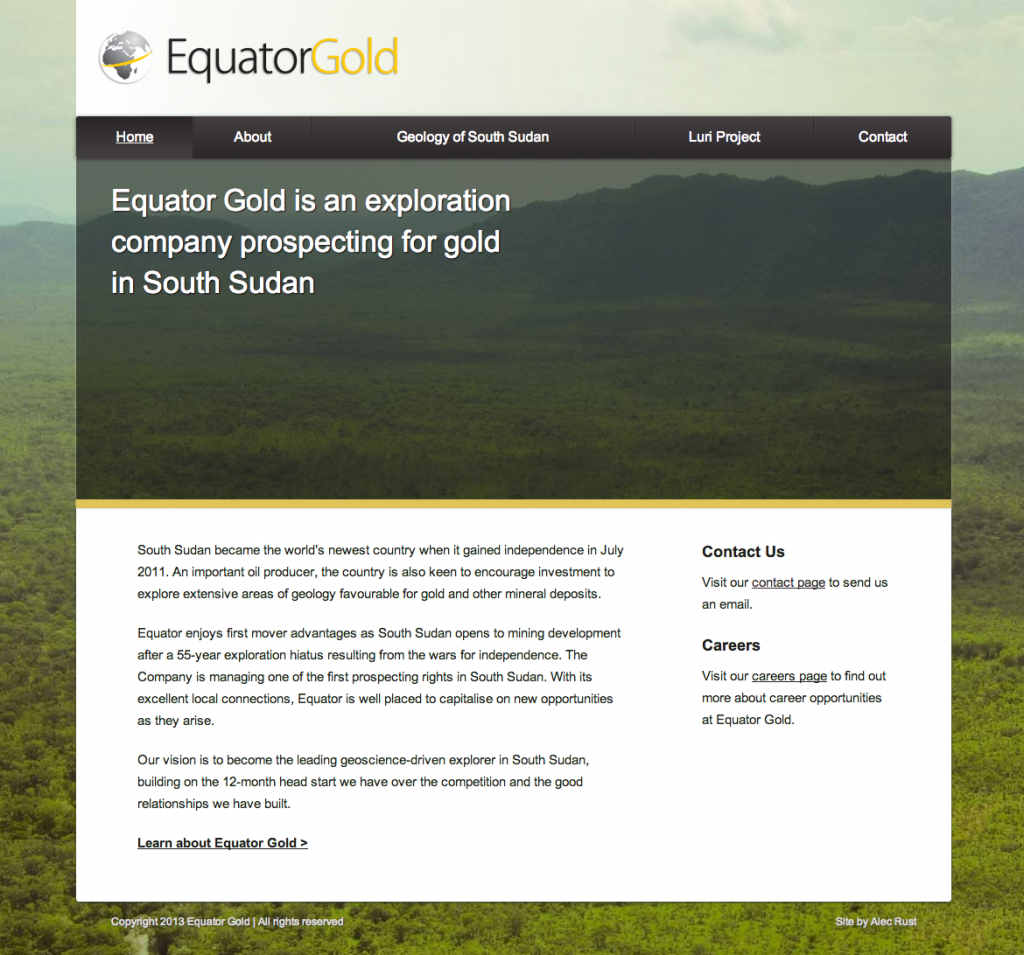 EquatorGold
Home About Geology of South Sudan Luri Project Contact
Equator Gold is an exploration
company prospecting for gold
in South Sudan
South Sudan became the world's newest country when it gained independence in July
2011. An important oil producer, the country is also keen to encourage investment to
explore extensive areas of geology favourable for gold and other mineral deposits.
Equator enjoys first mover advantages as South Sudan opens to mining development
after a 55-year exploration hiatus resulting from the wars for independence. The
Company is managing one of the first prospecting rights in South Sudan. With its
excellent local connections, Equator is well placed to capitalise on new opportunities
as they arise.
Our vision is to become the leading geoscience-driven explorer in South Sudan,
building on the 12-month head start we have over the competition and the good
relationships we have built.
Learn about Equator Gold >
Contact Us
Visit our contact page to send us
an email.
Careers
Visit our careers page to find out
more about career opportunities
at Equator Gold.
Copyright 2013 Equator Gold | All rights reserved
Site by Alec Rust